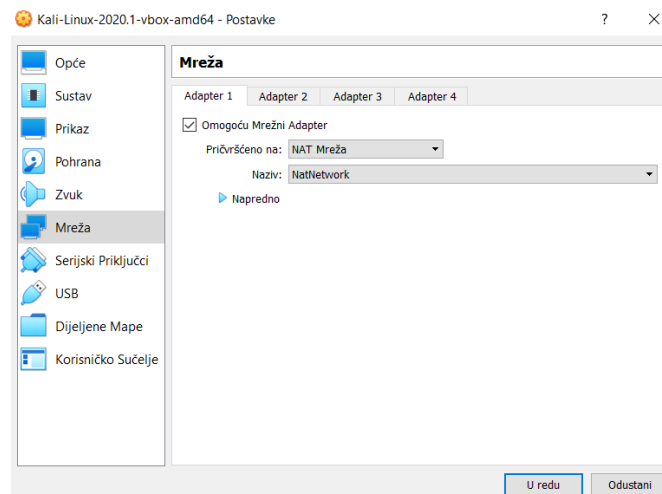 Kali-Linux-2020.1-vbox-amd64 - Postavke
Opće
Sustav
Prikaz
Pohrana
Zvuk
Mreža
Serijski Priključci
USB
Dijeljene Mape
Korisničko Sučelje
Mreža
Adapter 1 Adapter 2 Adapter 3 Adapter 4
Omogoću Mrežni Adapter
Pričvršćeno na: NAT Mreža
Naziv: NatNetwork
Napredno
U redu Odustani